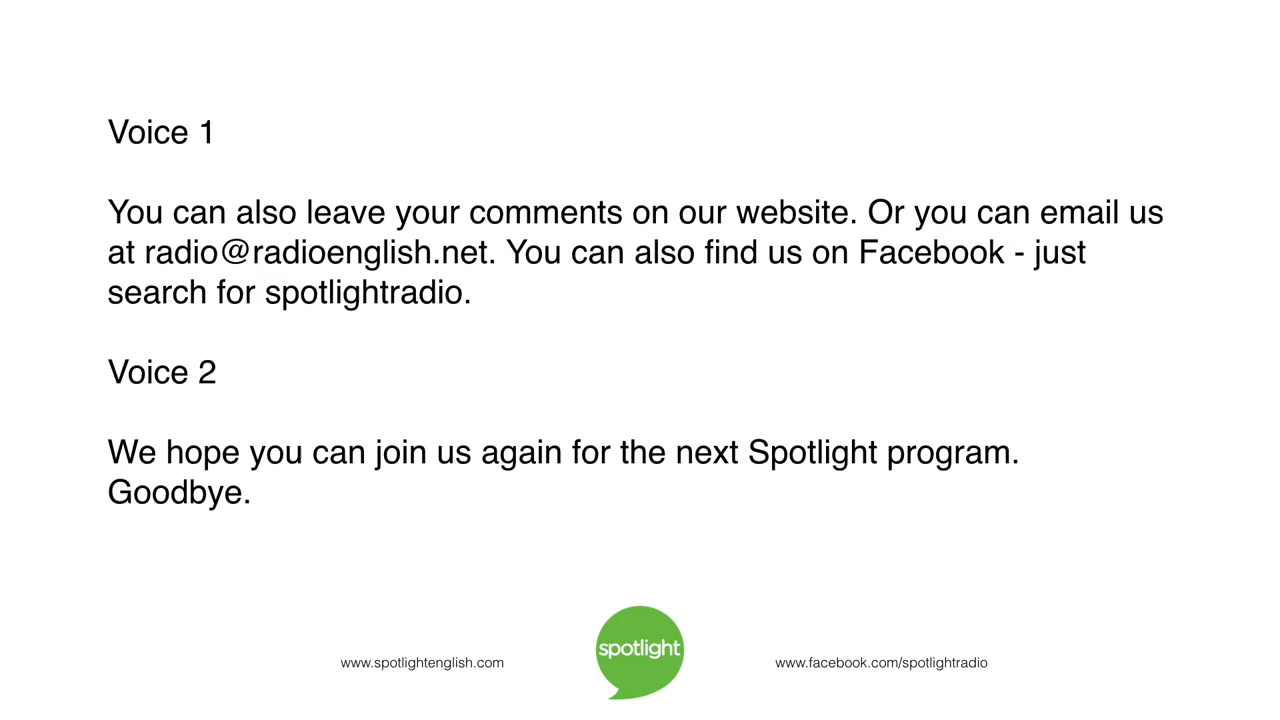 Voice 1
You can also leave your comments on our website. Or you can email us
at radio@radioenglish.net. You can also find us on Facebook - just
search for spotlightradio.
Voice 2
We hope you can join us again for the next Spotlight program.
Goodbye.
www.spotlightenglish.com
spotlight
www.facebook.com/spotlightradio